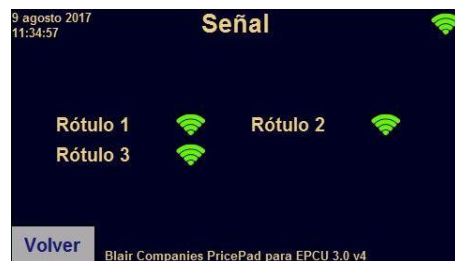 9 agosto 2017
11:34:57
Señal
Rótulo 1
Rótulo 2
Rótulo 3
Volver
Blair Companies PricePad para EPCU 3.0 v4